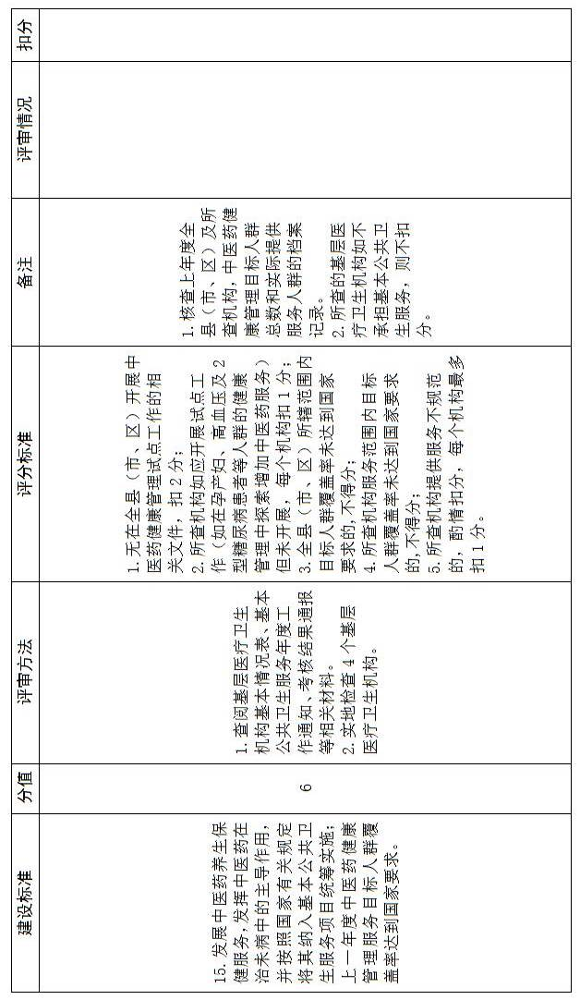 建设标准
分值
评审方法
评分标准
备注
评审情况
扣分
15.发展中医药养生保
健服务,发挥中医药在
治未病中的主导作用,
并按照国家有关规定
将其纳入基本公共卫
生服务项目统筹实施;
上一年度中医药健康
管理服务目标人群覆
盖率达到国家要求。
6
1.查阅基层医疗卫生
机构基本情况表、基本
公共卫生服务年度工
作通知、考核结果通报
等相关材料。
2.实地检查4个基层
医疗卫生机构。
1.无在全县（市、区）开展中
医药健康管理试点工作的相
关文件，扣2分；
2.所查机构如应开展试点工
作（如在孕产妇、高血压及2
型糖尿病患者等人群的健康
管理中探索增加中医药服务）
但未开展，每个机构扣1分；
3.全县（市、区）所辖范围内
目标人群覆盖率未达到国家
要求的,不得分;
4.所查机构服务范围内目标
人群覆盖率未达到国家要求
的,不得分;
5.所查机构提供服务不规范
的，酌情扣分，每个机构最多
扣1分。
1.核查上年度全
县（市、区）及所
查机构，中医药健
康管理目标人群
总数和实际提供
服务人群的档案
记录。
2.所查的基层医
疗卫生机构如不
承担基本公共卫
生服务，则不扣
分。